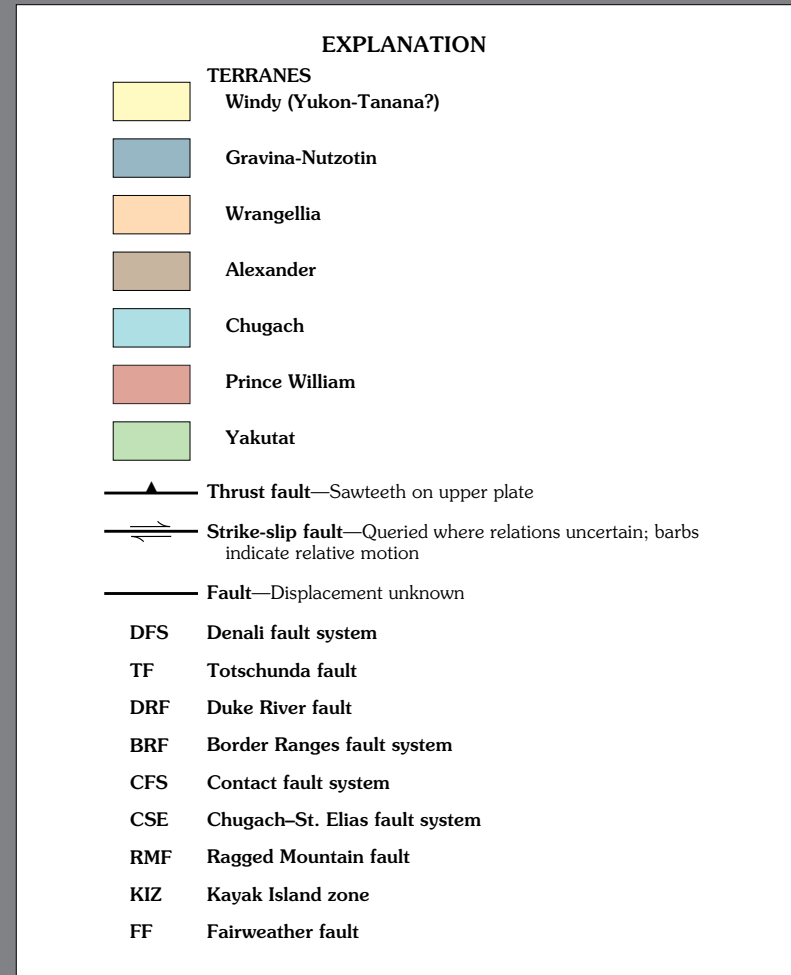 EXPLANATION
TERRANES
Windy (Yukon-Tanana?)
Gravina-Nutzotin
Wrangellia
Alexander
Chugach
Prince William
Yakutat
Thrust fault—Sawteeth on upper plate
Strike-slip fault—Queried where relations uncertain; barbs
indicate relative motion
Fault—Displacement unknown
DFS Denali fault system
TF Totschunda fault
DRF Duke River fault
BRF Border Ranges fault system
CFS Contact fault system
CSE Chugach–St. Elias fault system
RMF Ragged Mountain fault
KIZ Kayak Island zone
FF Fairweather fault